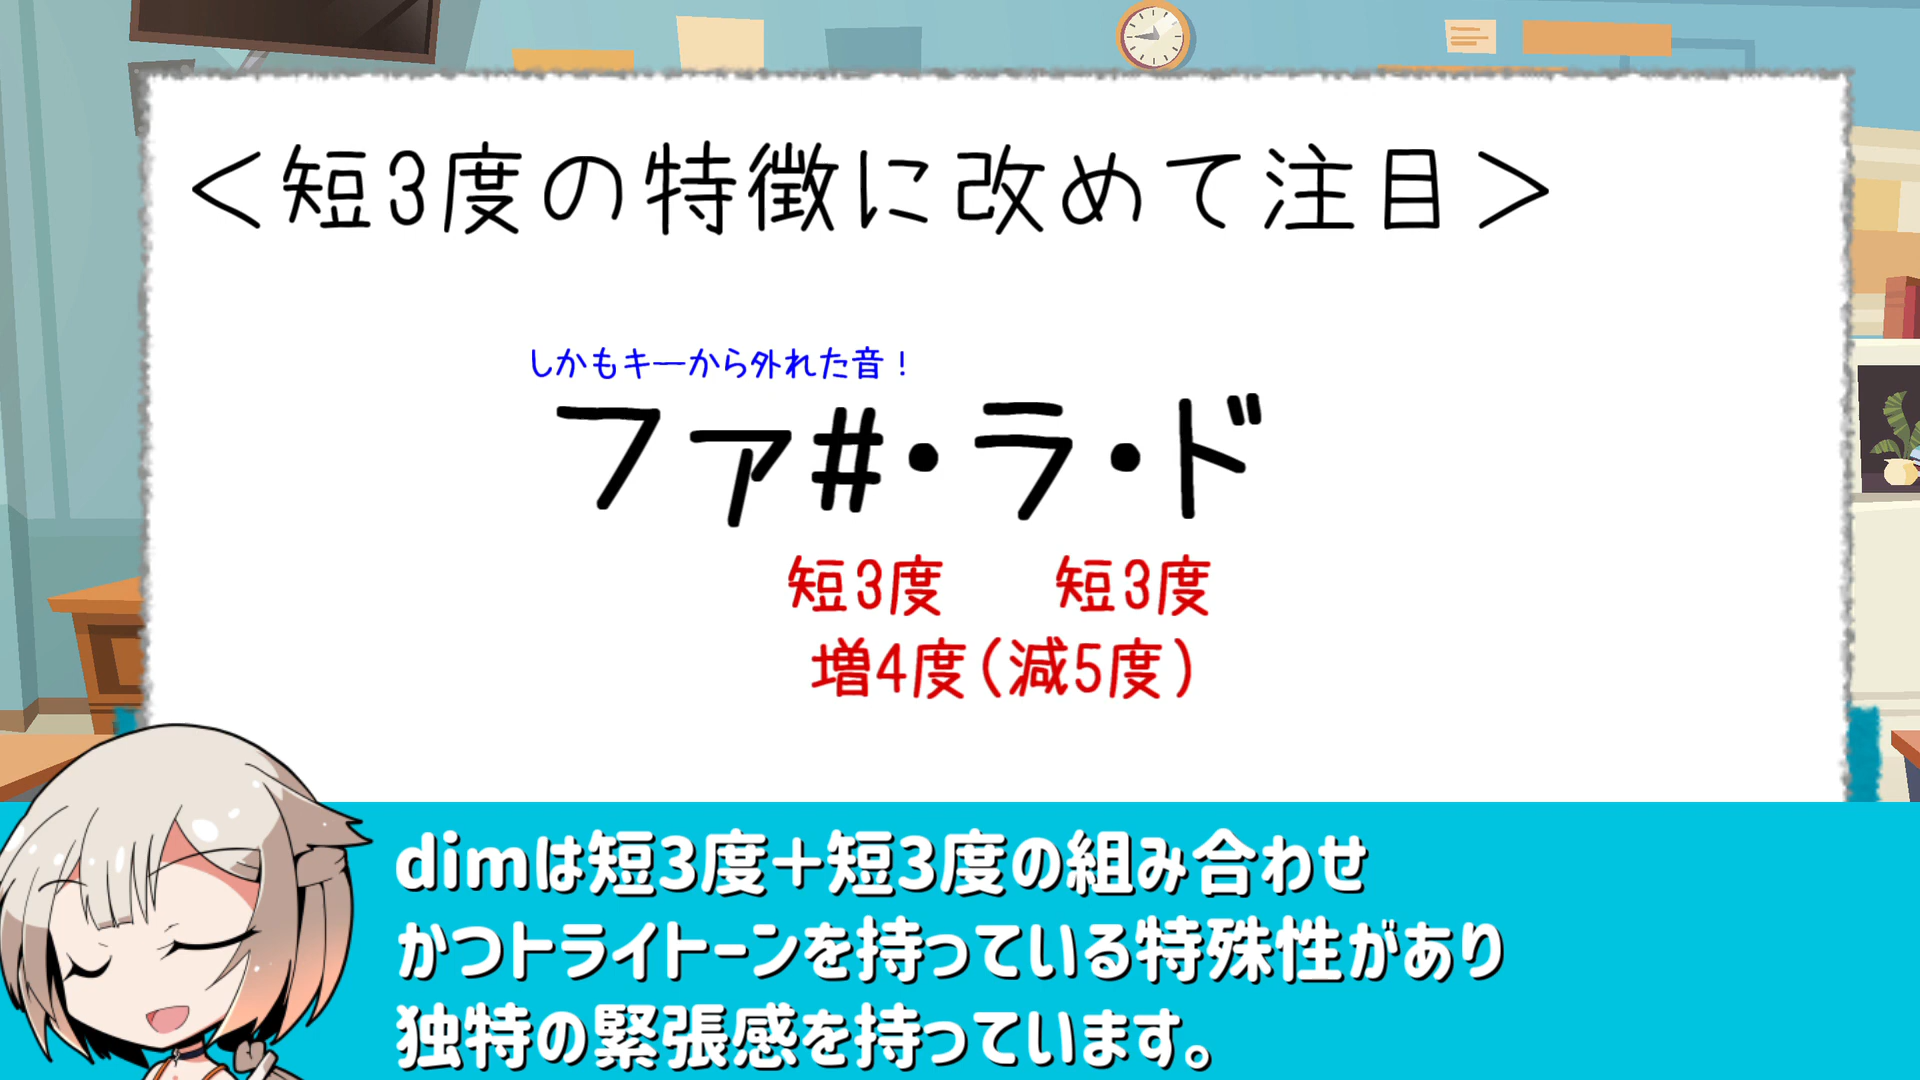 ＜短3度の特徴に改めて注目＞
しかもキーから外れた音！
ファ#・ラ・ド
短3度　短3度
増4度（減5度）
dimは短3度＋短3度の組み合わせ
かつトライトーンを持っている特殊性があり
独特の緊張感を持っています。